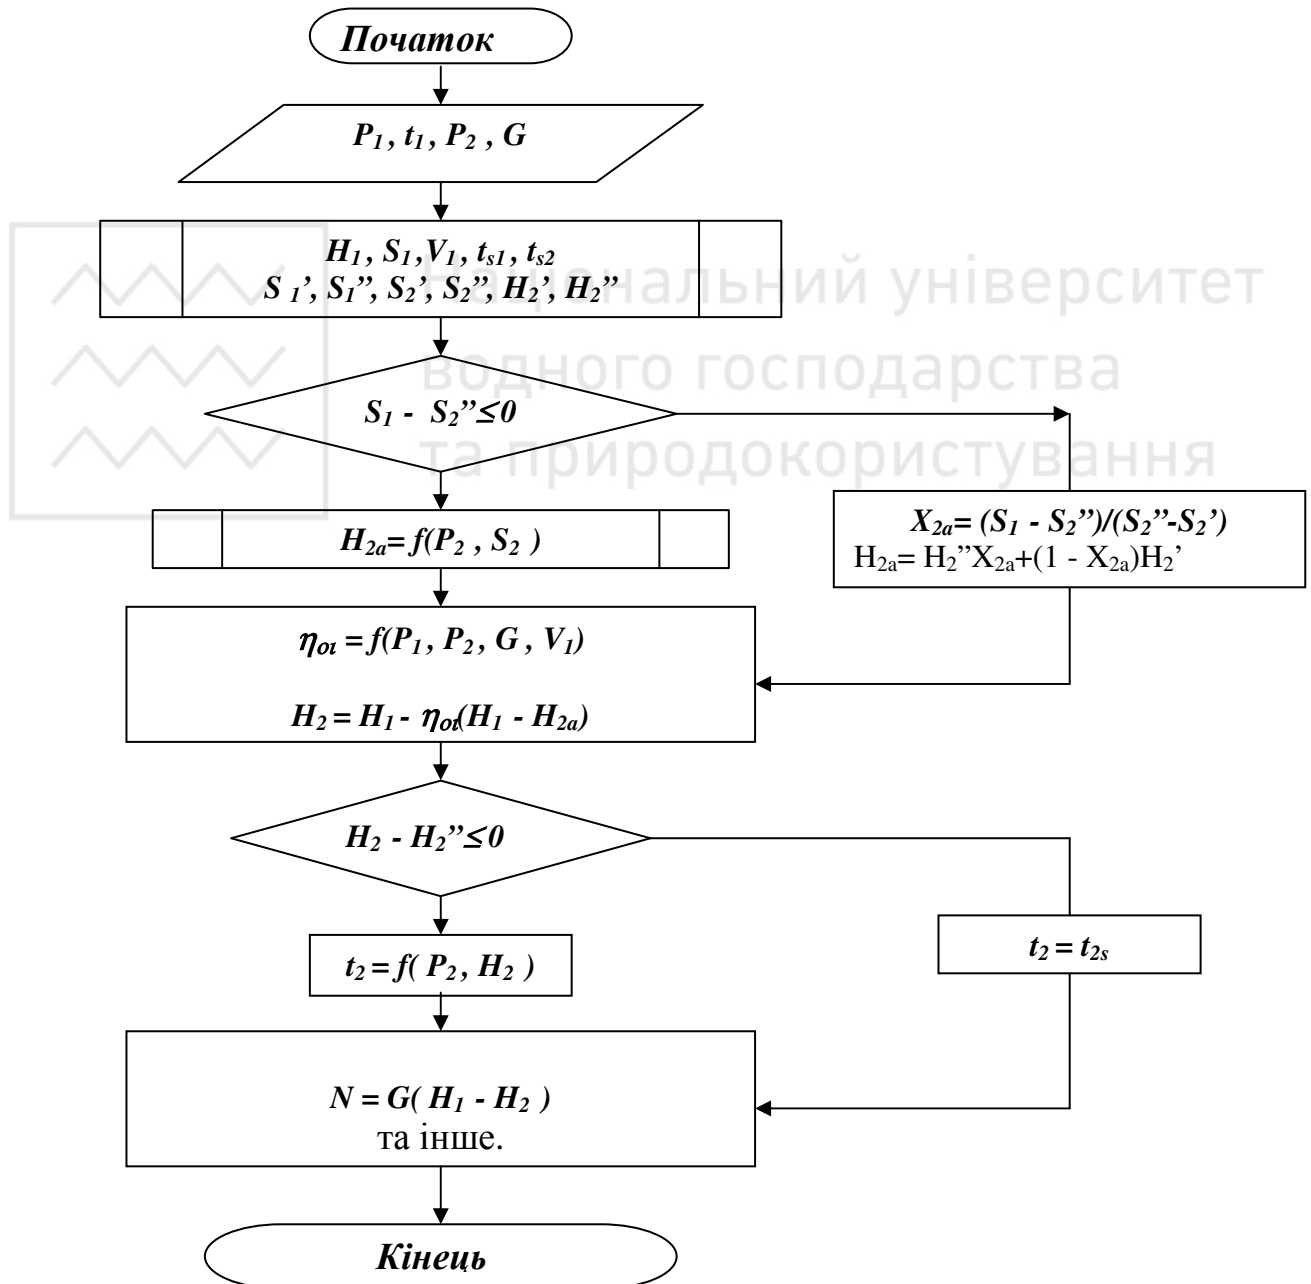 Початок
P₁, t₁, P₂, G
H₁, S₁, V₁, tₛ₁, tₛ₂
S₁’, S₁”, S₂’, S₂”, H₂’, H₂”
Національний університет
водного господарства
та природокористування
S₁ - S₂”≤0
X₂ₐ= (S₁ - S₂”)/(S₂”-S₂’)
H₂ₐ= H₂”X₂ₐ+(1 - X₂ₐ)H₂’
H₂ₐ= f(P₂, S₂)
ηₒᵢ = f(P₁, P₂, G, V₁)
H₂ = H₁ - ηₒᵢ(H₁ - H₂ₐ)
H₂ - H₂”≤0
t₂ = f( P₂, H₂ )
t₂ = t₂ₛ
N = G( H₁ - H₂ )
та інше.
Кінець